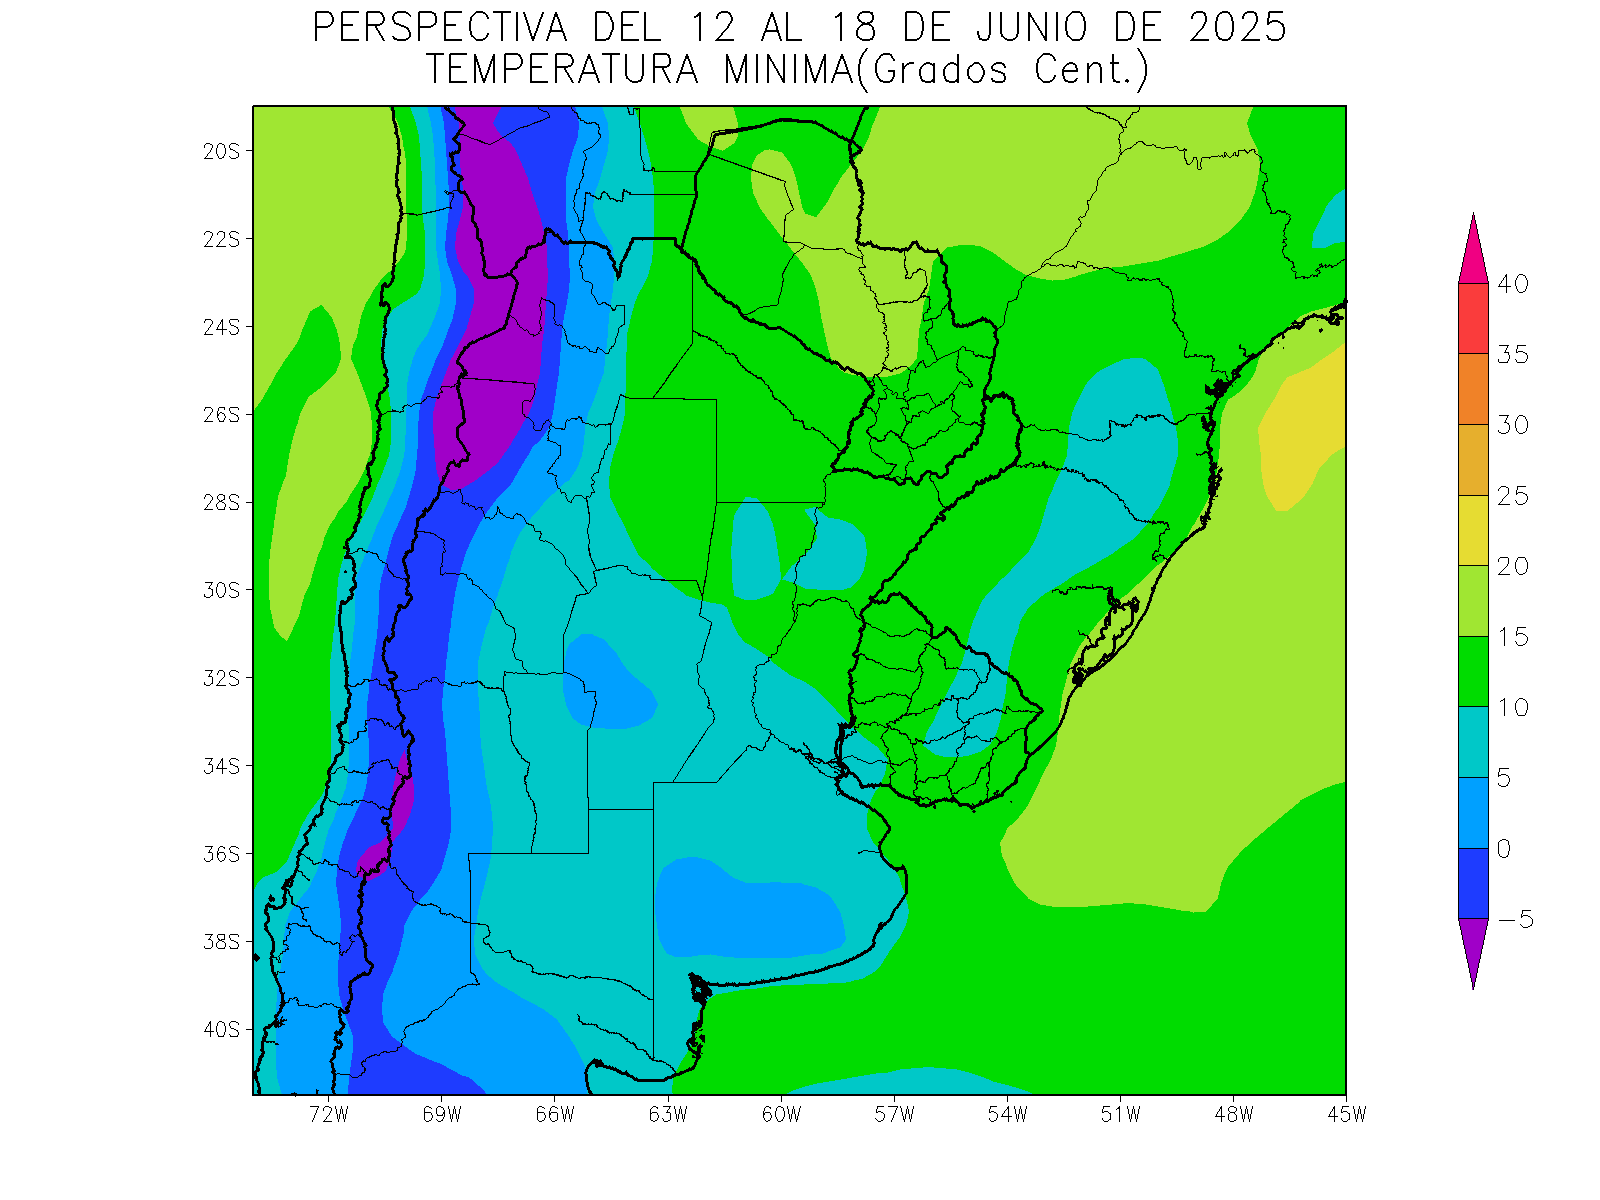 PERSPECTIVA DEL 12 AL 18 DE JUNIO DE 2025
TEMPERATURA MINIMA(Grados Cent.)
20S
22S
24S
26S
28S
30S
32S
34S
36S
38S
40S
72W 69W 66W 63W 60W 57W 54W 51W 48W 45W
40
35
30
25
20
15
10
5
0
-5